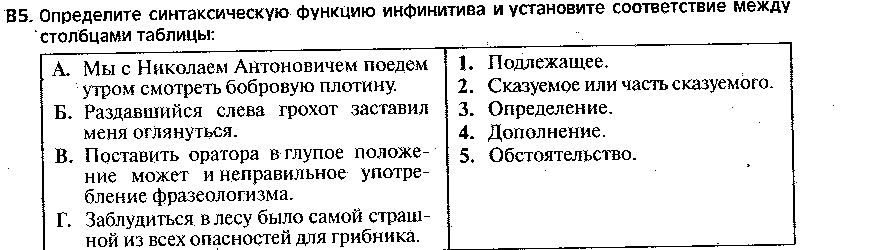 В5. Определите синтаксическую функцию инфинитива и установите соответствие между
столбцами таблицы:
А. Мы с Николаем Антоновичем поедем
утром смотреть бобровую плотину.
Б. Раздавшийся слева грохот заставил
меня оглянуться.
В. Поставить оратора в глупое положе-
ние может и неправильное употре-
бление фразеологизма.
Г. Заблудиться в лесу было самой страш-
ной из всех опасностей для грибника.
1. Подлежащее.
2. Сказуемое или часть сказуемого.
3. Определение.
4. Дополнение.
5. Обстоятельство.